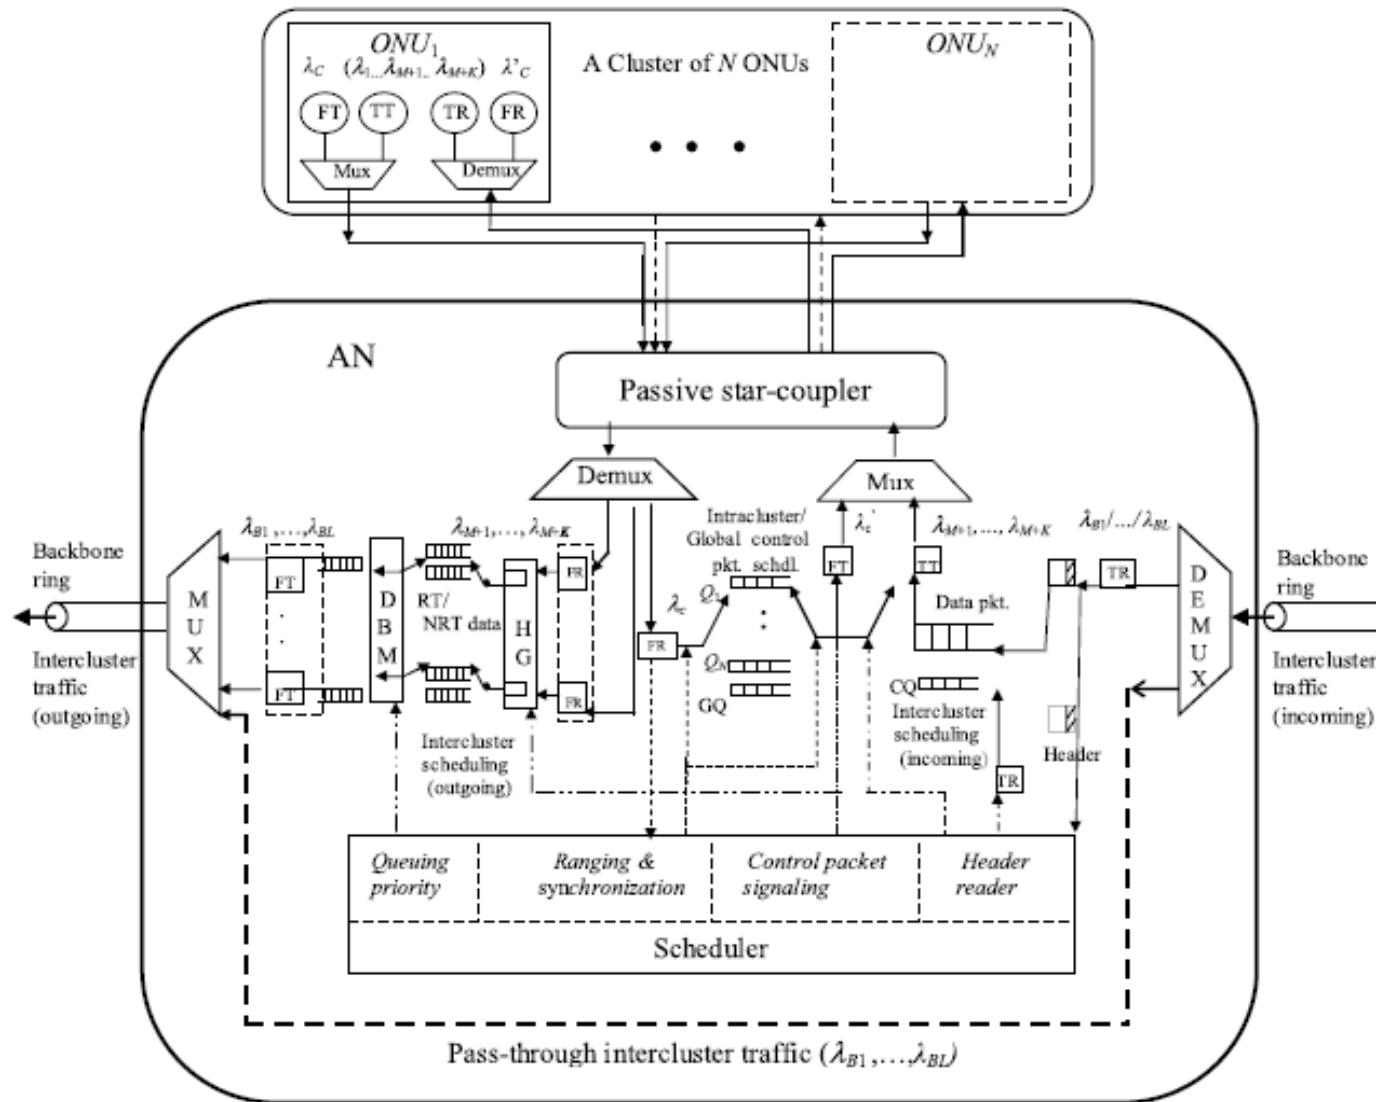 ONU1
ONUN
A Cluster of N ONUs
λC (λ1...λM+1.. λM+K) λ'C
FT TT TR FR
Mux Demux
AN
Passive star-coupler
Demux
Mux
λB1 ,…,λBL
λM+1,…, λM+K
Intracluster/
Global control
pkt. schdl.
λc'
λM+1,…, λM+K
λB1/…/λBL
Backbone
ring
Intercluster
traffic
(outgoing)
MUX
FT
FT
DBM
RT/
NRT data
HG
FR
FR
λc
FR
Q1
QN
GQ
FT
TT
Data pkt.
CQ
Intercluster
scheduling
(incoming)
TR
Header
TR
DEMUX
Backbone
ring
Intercluster
traffic
(incoming)
Intercluster
scheduling
(outgoing)
Queuing
priority
Ranging &
synchronization
Control packet
signaling
Header
reader
Scheduler
Pass-through intercluster traffic (λB1 ,…,λBL)